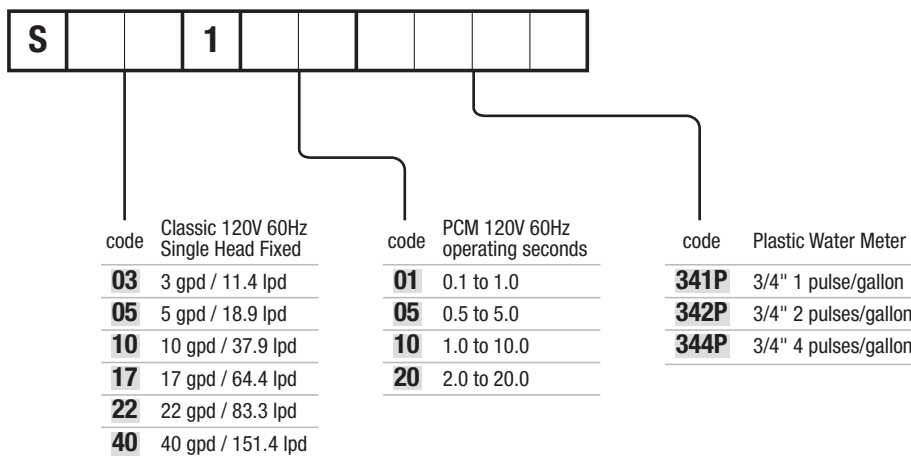 S 1
code Classic 120V 60Hz
Single Head Fixed
03 3 gpd / 11.4 lpd
05 5 gpd / 18.9 lpd
10 10 gpd / 37.9 lpd
17 17 gpd / 64.4 lpd
22 22 gpd / 83.3 lpd
40 40 gpd / 151.4 lpd
code PCM 120V 60Hz
operating seconds
01 0.1 to 1.0
05 0.5 to 5.0
10 1.0 to 10.0
20 2.0 to 20.0
code Plastic Water Meter
341P 3/4" 1 pulse/gallon
342P 3/4" 2 pulses/gallon
344P 3/4" 4 pulses/gallon